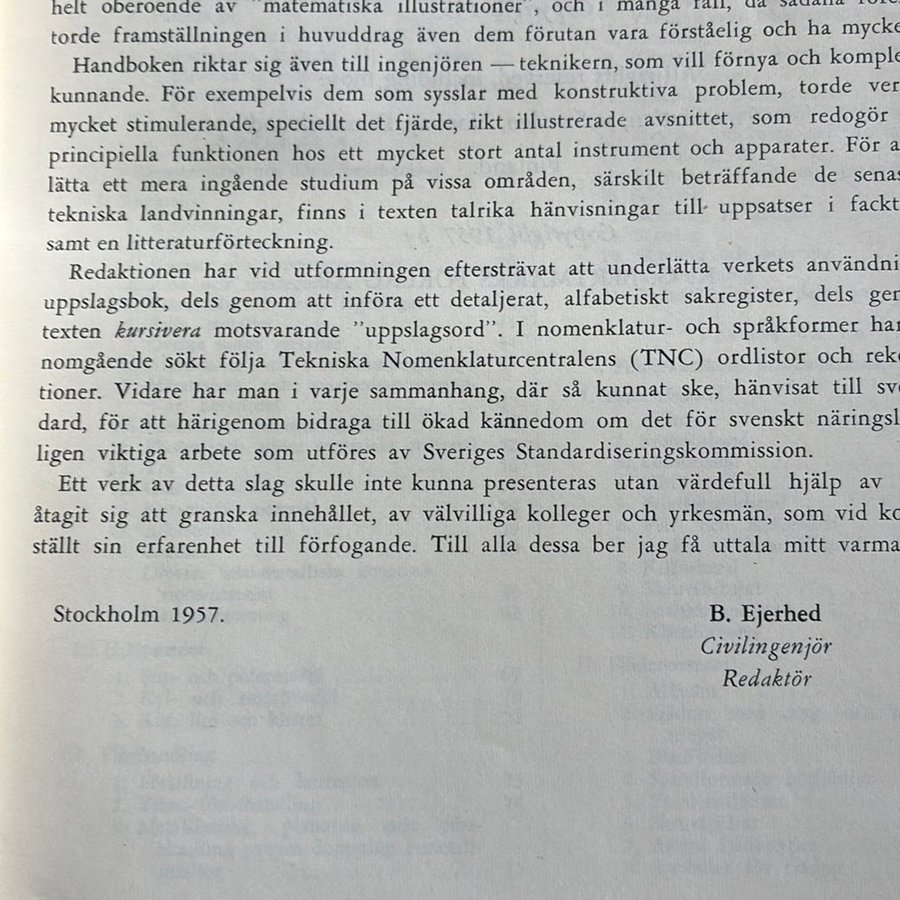 helt oberoende av "matematiska illustrationer", och i många fall, då sådana
torde framställningen i huvuddrag även dem förutan vara förståelig och ha mycke
Handboken riktar sig även till ingenjören — teknikern, som vill förnya och komple
kunnande. För exempelvis dem som sysslar med konstruktiva problem, torde ver
mycket stimulerande, speciellt det fjärde, rikt illustrerade avsnittet, som redogör
principiella funktionen hos ett mycket stort antal instrument och apparater. För a
lätta ett mera ingående studium på vissa områden, särskilt beträffande de senas
tekniska landvinningar, finns i texten talrika hänvisningar till uppsatser i fackt
samt en litteraturförteckning.
Redaktionen har vid utformningen eftersträvat att underlätta verkets användni
uppslagsbok, dels genom att införa ett detaljerat, alfabetiskt sakregister, dels gen
texten kursivera motsvarande "uppslagsord". I nomenklatur- och språkformer har
nomgående sökt följa Tekniska Nomenklaturcentralens (TNC) ordlistor och reko
tioner. Vidare har man i varje sammanhang, där så kunnat ske, hänvisat till sve
dard, för att härigenom bidraga till ökad kännedom om det för svenskt näringsl
ligen viktiga arbete som utföres av Sveriges Standardiseringskommission.
Ett verk av detta slag skulle inte kunna presenteras utan värdefull hjälp av
åtagit sig att granska innehållet, av välvilliga kolleger och yrkesmän, som vid ko
ställt sin erfarenhet till förfogande. Till alla dessa ber jag få uttala mitt varma
Stockholm 1957.
B. Ejerhed
Civilingenjör
Redaktör